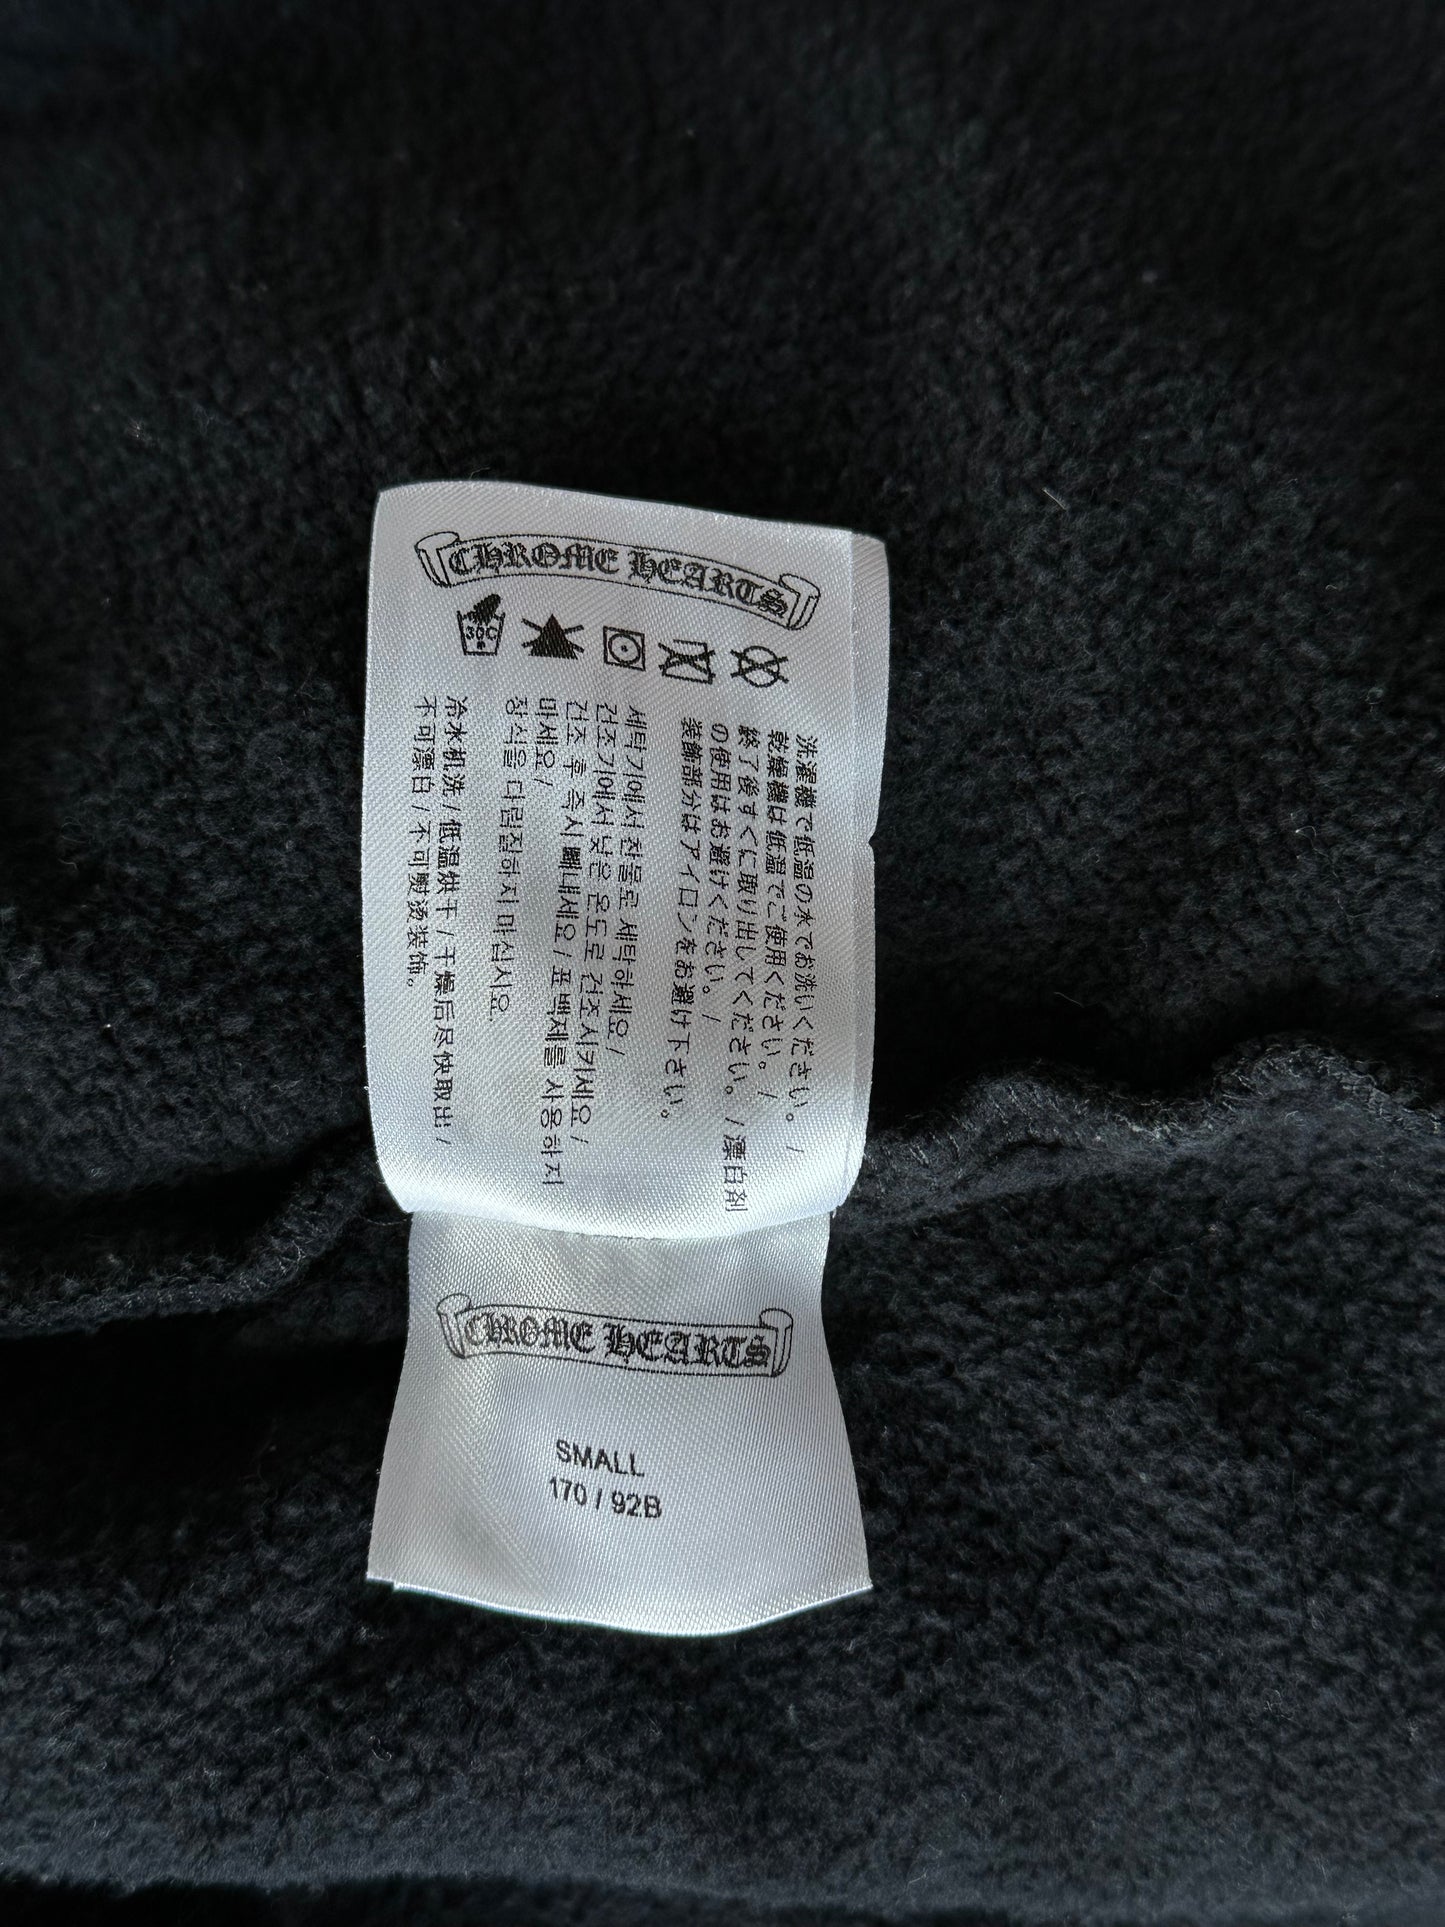 CHROME HEARTS
30C
洗濯機で低温の水でお洗いください。 /
乾燥機は低温でご使用ください。 /
終了後すぐに取り出してください。 / 漂白剤
の使用はお避けください。 /
装飾部分はアイロンをお避け下さい。
세탁기에서 찬물로 세탁하세요 /
건조기에서 낮은 온도로 건조시키세요 /
건조 후 즉시 빼내세요 / 표백제를 사용하지
마세요 /
장식을 다림질하지 마십시요.
冷水机洗 / 低温烘干 / 干燥后尽快取出 /
不可漂白 / 不可熨烫装饰。
CHROME HEARTS
SMALL
170 / 92B